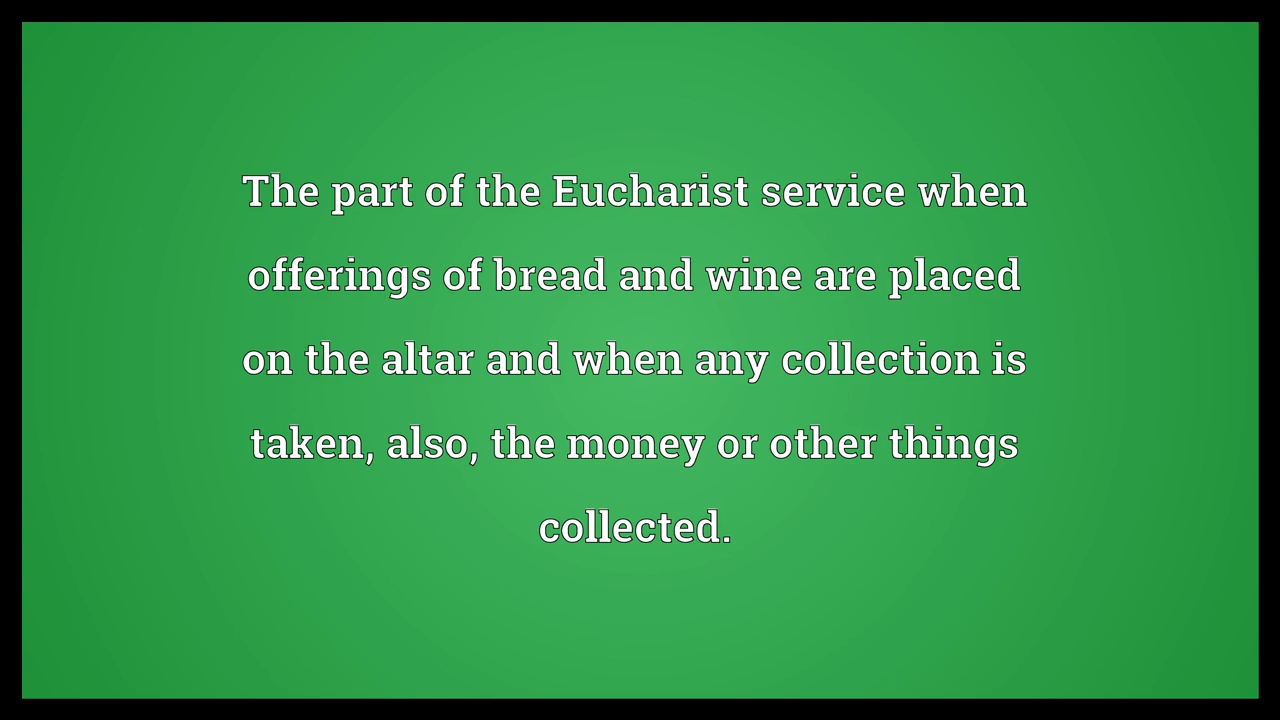 The part of the Eucharist service when
offerings of bread and wine are placed
on the altar and when any collection is
taken, also, the money or other things
collected.